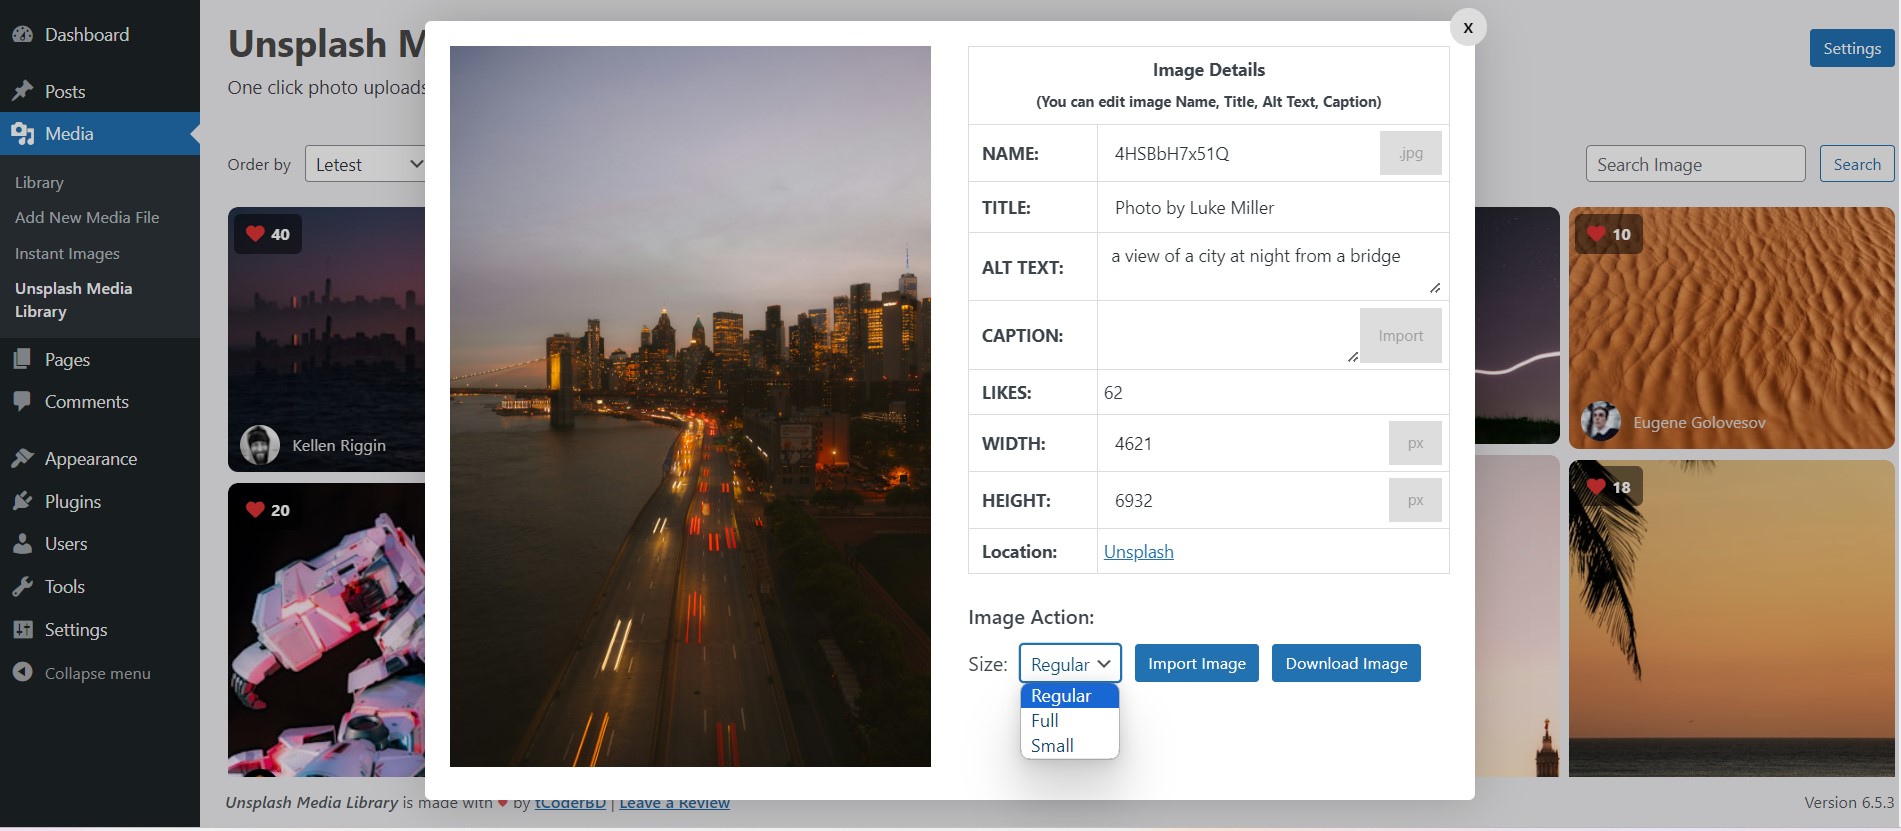 Dashboard
Posts
Media
Library
Add New Media File
Instant Images
Unsplash Media
Library
Pages
Comments
Appearance
Plugins
Users
Tools
Settings
Collapse menu
Unsplash M
One click photo uploads
Settings
Order by
Letest
Search Image
Search
40
Kellen Riggin
20
10
Eugene Golovesov
18
x
Image Details
(You can edit image Name, Title, Alt Text, Caption)
NAME: 4HSBbH7x51Q .jpg
TITLE: Photo by Luke Miller
ALT TEXT: a view of a city at night from a bridge
CAPTION: Import
LIKES: 62
WIDTH: 4621 px
HEIGHT: 6932 px
Location: Unsplash
Image Action:
Size: Regular Import Image Download Image
Regular
Full
Small
Unsplash Media Library is made with ♥ by tCoderBD | Leave a Review
Version 6.5.3